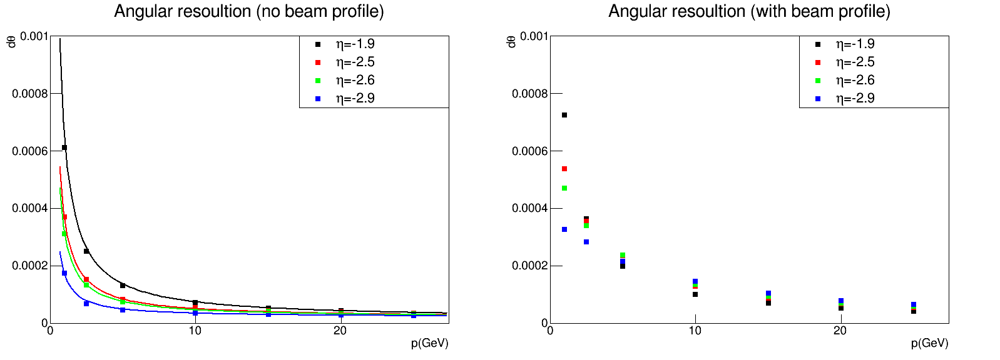 Angular resoultion (no beam profile)
dθ
0.001
0.0008
0.0006
0.0004
0.0002
0
0
10
20
p(GeV)
η=-1.9
η=-2.5
η=-2.6
η=-2.9
Angular resoultion (with beam profile)
dθ
0.001
0.0008
0.0006
0.0004
0.0002
0
0
10
20
p(GeV)
η=-1.9
η=-2.5
η=-2.6
η=-2.9